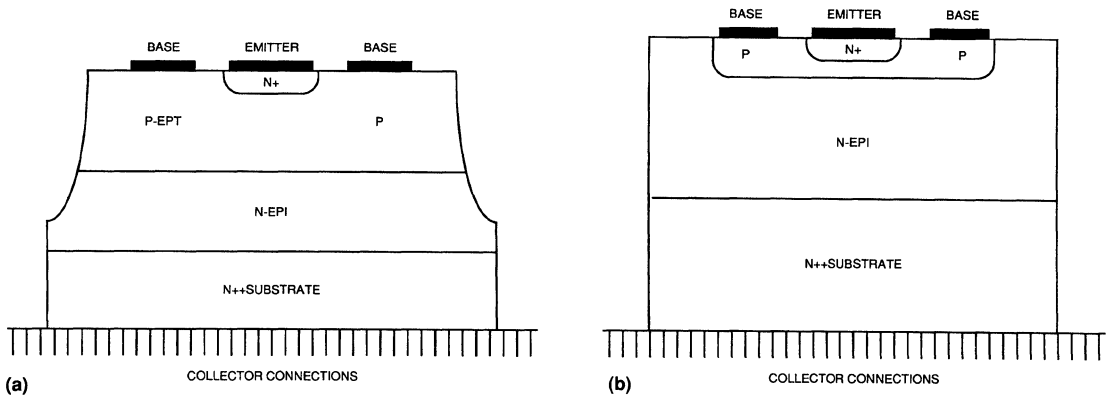 BASE EMITTER BASE
N+
P-EPT P
N-EPI
N++SUBSTRATE
COLLECTOR CONNECTIONS
(a)
BASE EMITTER BASE
P N+ P
N-EPI
N++SUBSTRATE
COLLECTOR CONNECTIONS
(b)